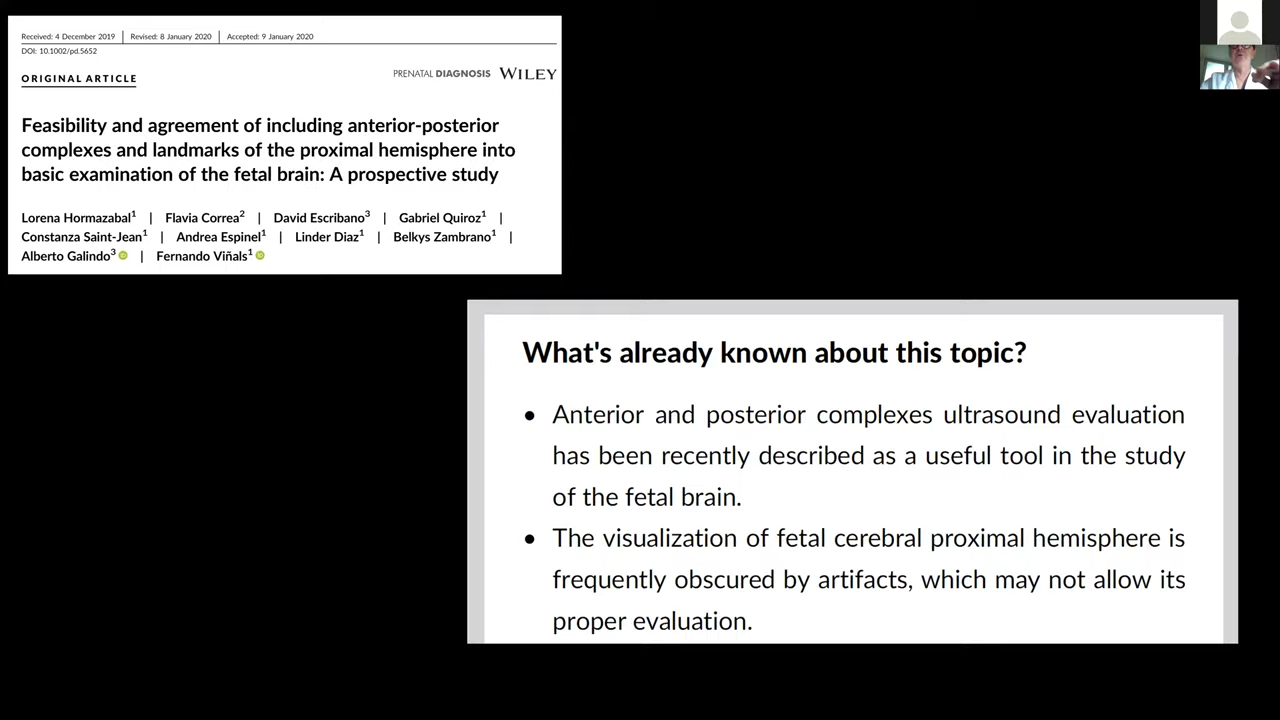 Received: 4 December 2019 | Revised: 8 January 2020 | Accepted: 9 January 2020
DOI: 10.1002/pd.5652
ORIGINAL ARTICLE
PRENATAL DIAGNOSIS WILEY
Feasibility and agreement of including anterior-posterior
complexes and landmarks of the proximal hemisphere into
basic examination of the fetal brain: A prospective study
Lorena Hormazabal1 | Flavia Correa2 | David Escribano3 | Gabriel Quiroz1 |
Constanza Saint-Jean1 | Andrea Espinel1 | Linder Diaz1 | Belkys Zambrano1 |
Alberto Galindo3 iD | Fernando Viñals1 iD
What's already known about this topic?
• Anterior and posterior complexes ultrasound evaluation
has been recently described as a useful tool in the study
of the fetal brain.
• The visualization of fetal cerebral proximal hemisphere is
frequently obscured by artifacts, which may not allow its
proper evaluation.